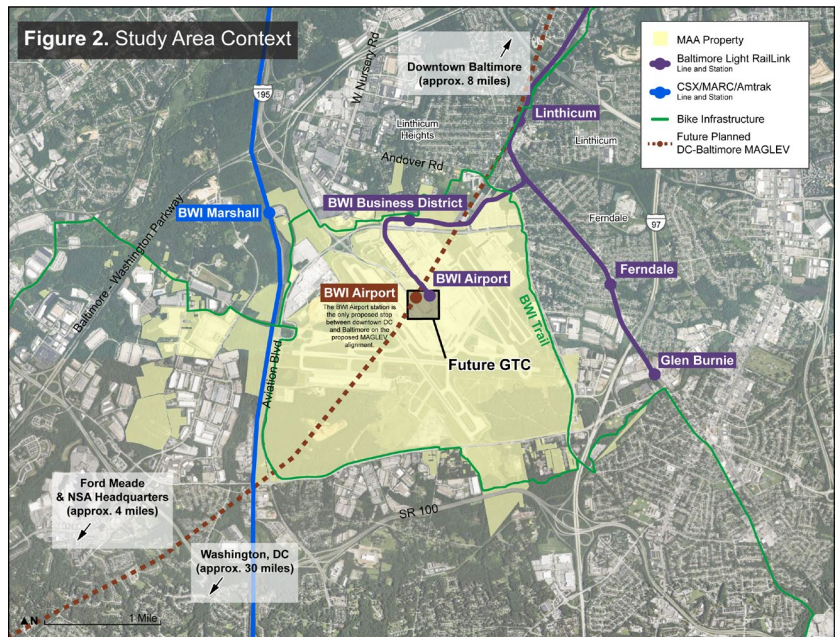 Figure 2. Study Area Context
MAA Property
Baltimore Light RailLink
Line and Station
CSX/MARC/Amtrak
Line and Station
Bike Infrastructure
Future Planned
DC-Baltimore MAGLEV
W Nursery Rd
Downtown Baltimore
(approx. 8 miles)
195
Linthicum
Linthicum
Heights
Linthicum
Andover Rd
BWI Business District
BWI Marshall
Ferndale
97
Baltimore - Washington Parkway
Ferndale
BWI Airport
BWI Airport
The BWI Airport station is
the only proposed stop
between downtown DC
and Baltimore on the
proposed MAGLEV
alignment.
BWI Trail
Future GTC
Glen Burnie
Aviation Blvd
Ford Meade
& NSA Headquarters
(approx. 4 miles)
SR 100
Washington, DC
(approx. 30 miles)
N
1 Mile